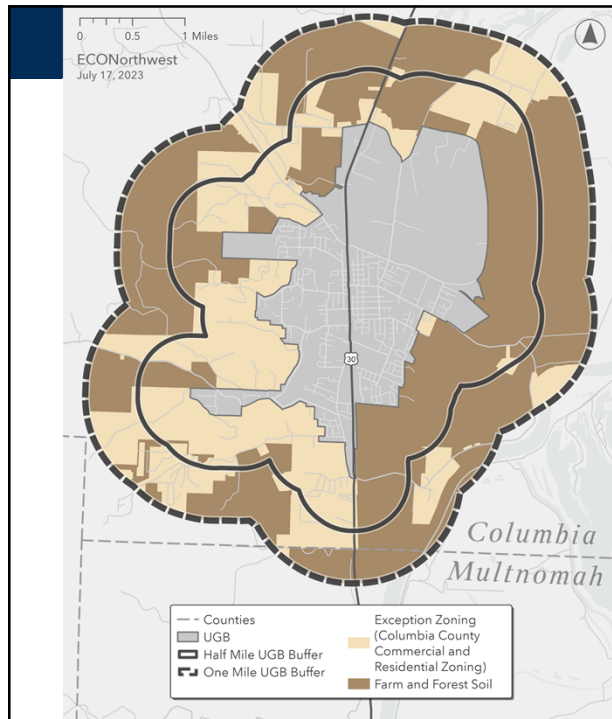 0 0.5 1 Miles
ECONorthwest
July 17, 2023
30
Columbia
Multnomah
Counties
UGB
Half Mile UGB Buffer
One Mile UGB Buffer
Exception Zoning
(Columbia County
Commercial and
Residential Zoning)
Farm and Forest Soil